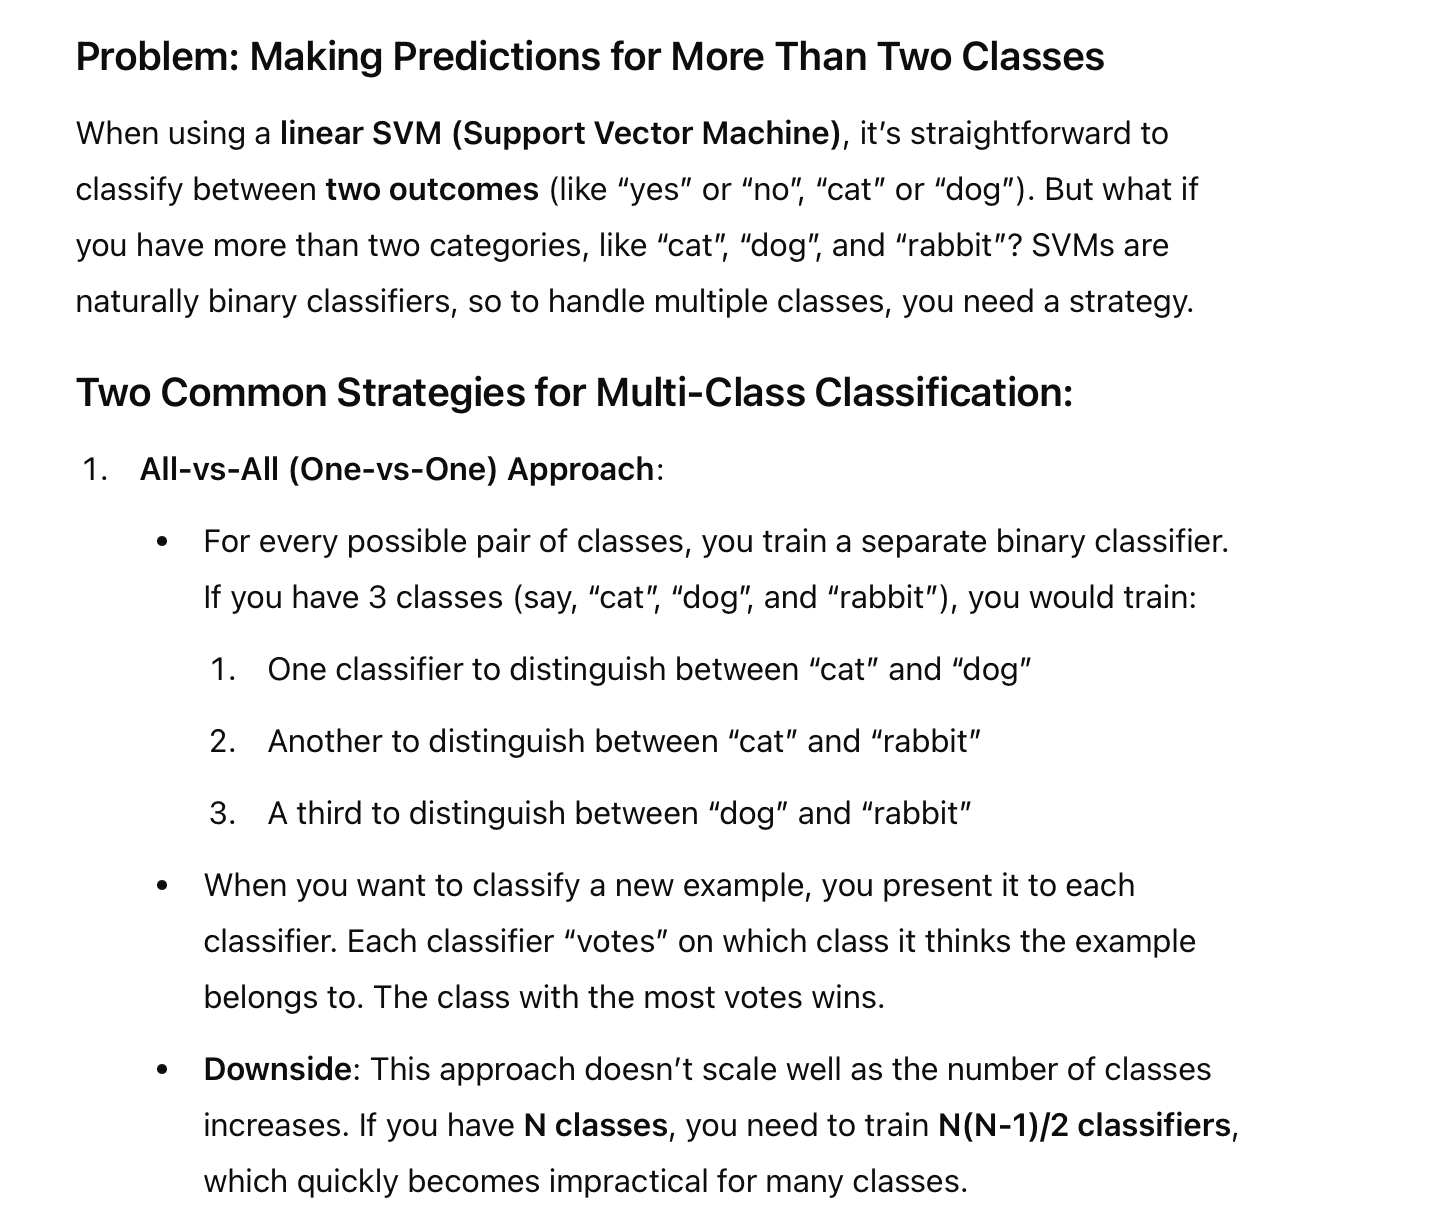 Problem: Making Predictions for More Than Two Classes
When using a linear SVM (Support Vector Machine), it’s straightforward to
classify between two outcomes (like “yes” or “no”, “cat” or “dog”). But what if
you have more than two categories, like “cat”, “dog”, and “rabbit”? SVMs are
naturally binary classifiers, so to handle multiple classes, you need a strategy.
Two Common Strategies for Multi-Class Classification:
1. All-vs-All (One-vs-One) Approach:
• For every possible pair of classes, you train a separate binary classifier.
If you have 3 classes (say, “cat”, “dog”, and “rabbit”), you would train:
1. One classifier to distinguish between “cat” and “dog”
2. Another to distinguish between “cat” and “rabbit”
3. A third to distinguish between “dog” and “rabbit”
• When you want to classify a new example, you present it to each
classifier. Each classifier “votes” on which class it thinks the example
belongs to. The class with the most votes wins.
• Downside: This approach doesn’t scale well as the number of classes
increases. If you have N classes, you need to train N(N-1)/2 classifiers,
which quickly becomes impractical for many classes.